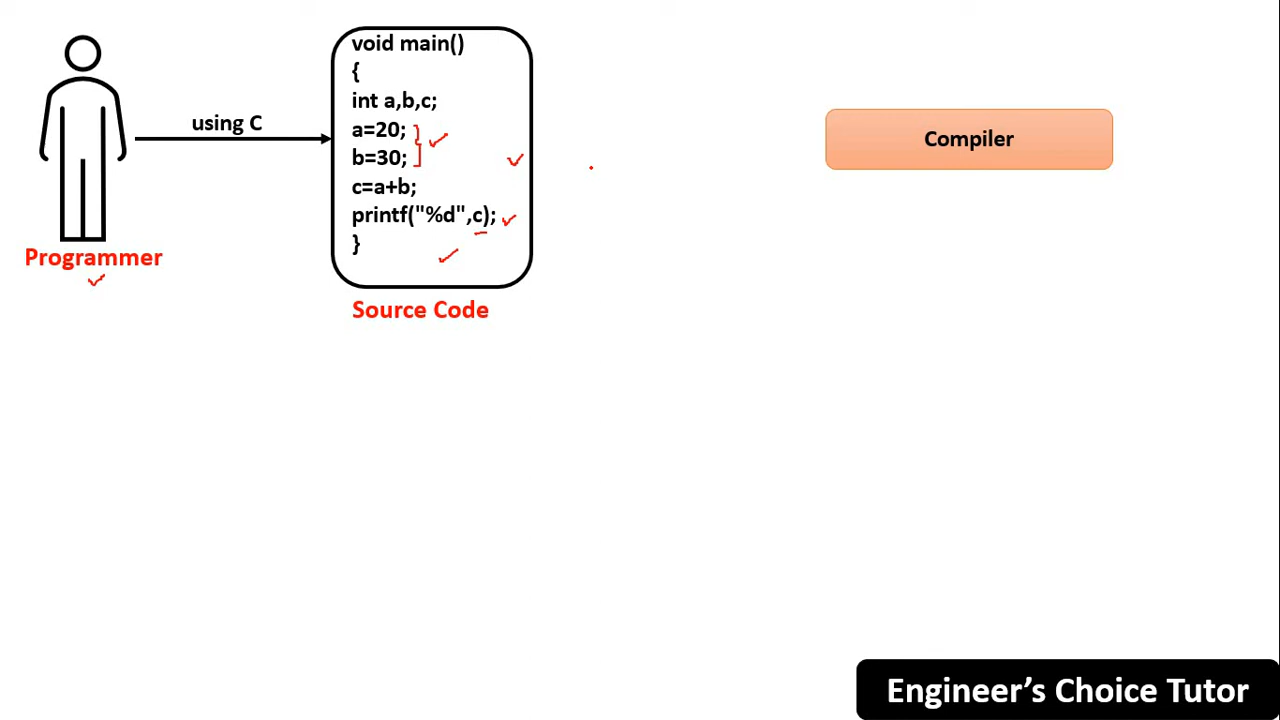 void main()
{
int a,b,c;
a=20;
b=30;
c=a+b;
printf("%d",c);
}
using C
Programmer
Source Code
Compiler
Engineer’s Choice Tutor